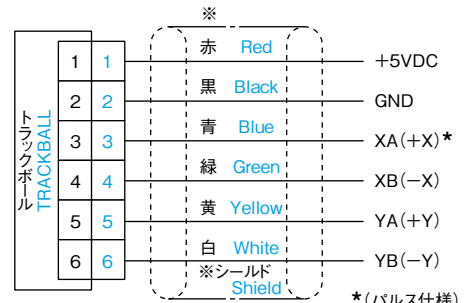 ※
赤 Red
1 1 +5VDC
黒 Black
2 2 GND
青 Blue
3 3 XA(+X)*
緑 Green
4 4 XB(−X)
黄 Yellow
5 5 YA(+Y)
白 White
6 6 YB(−Y)
※シールド
Shield
トラックボール
TRACKBALL
*(パルス仕様)